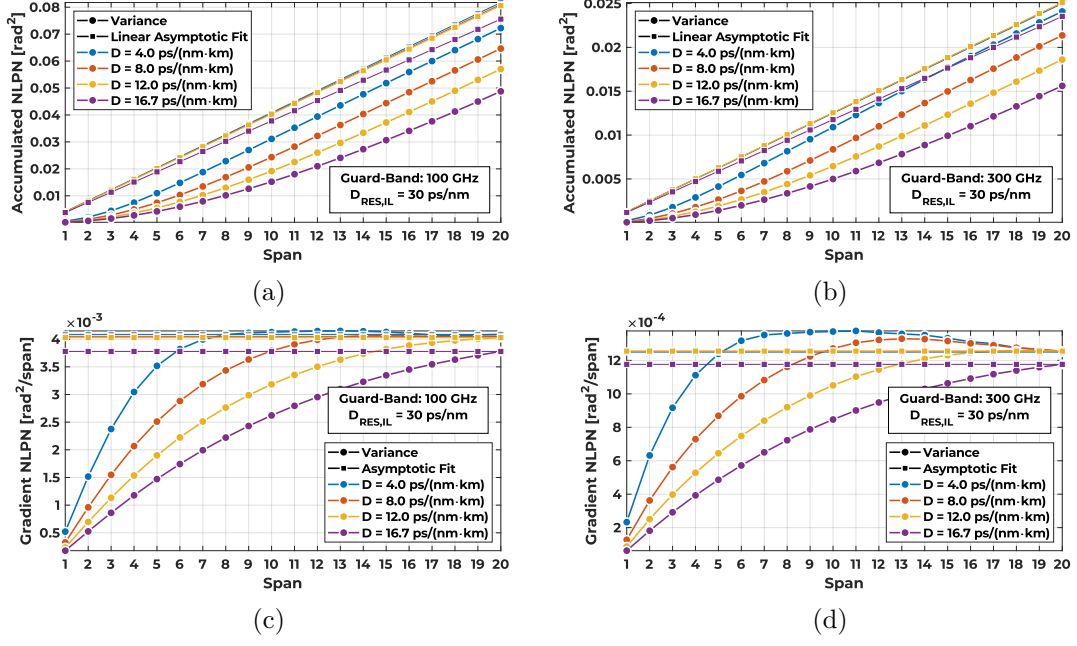 0.08
0.07
0.06
0.05
0.04
0.03
0.02
0.01
Accumulated NLPN [rad²]
Variance
Linear Asymptotic Fit
D = 4.0 ps/(nm·km)
D = 8.0 ps/(nm·km)
D = 12.0 ps/(nm·km)
D = 16.7 ps/(nm·km)
Guard-Band: 100 GHz
D_RES,IL = 30 ps/nm
1 2 3 4 5 6 7 8 9 10 11 12 13 14 15 16 17 18 19 20
Span
(a)
0.025
0.02
0.015
0.01
0.005
Accumulated NLPN [rad²]
Variance
Linear Asymptotic Fit
D = 4.0 ps/(nm·km)
D = 8.0 ps/(nm·km)
D = 12.0 ps/(nm·km)
D = 16.7 ps/(nm·km)
Guard-Band: 300 GHz
D_RES,IL = 30 ps/nm
1 2 3 4 5 6 7 8 9 10 11 12 13 14 15 16 17 18 19 20
Span
(b)
×10⁻³
4
3.5
3
2.5
2
1.5
1
0.5
Gradient NLPN [rad²/span]
Guard-Band: 100 GHz
D_RES,IL = 30 ps/nm
Variance
Asymptotic Fit
D = 4.0 ps/(nm·km)
D = 8.0 ps/(nm·km)
D = 12.0 ps/(nm·km)
D = 16.7 ps/(nm·km)
1 2 3 4 5 6 7 8 9 10 11 12 13 14 15 16 17 18 19 20
Span
(c)
×10⁻⁴
12
10
8
6
4
2
Gradient NLPN [rad²/span]
Guard-Band: 300 GHz
D_RES,IL = 30 ps/nm
Variance
Asymptotic Fit
D = 4.0 ps/(nm·km)
D = 8.0 ps/(nm·km)
D = 12.0 ps/(nm·km)
D = 16.7 ps/(nm·km)
1 2 3 4 5 6 7 8 9 10 11 12 13 14 15 16 17 18 19 20
Span
(d)